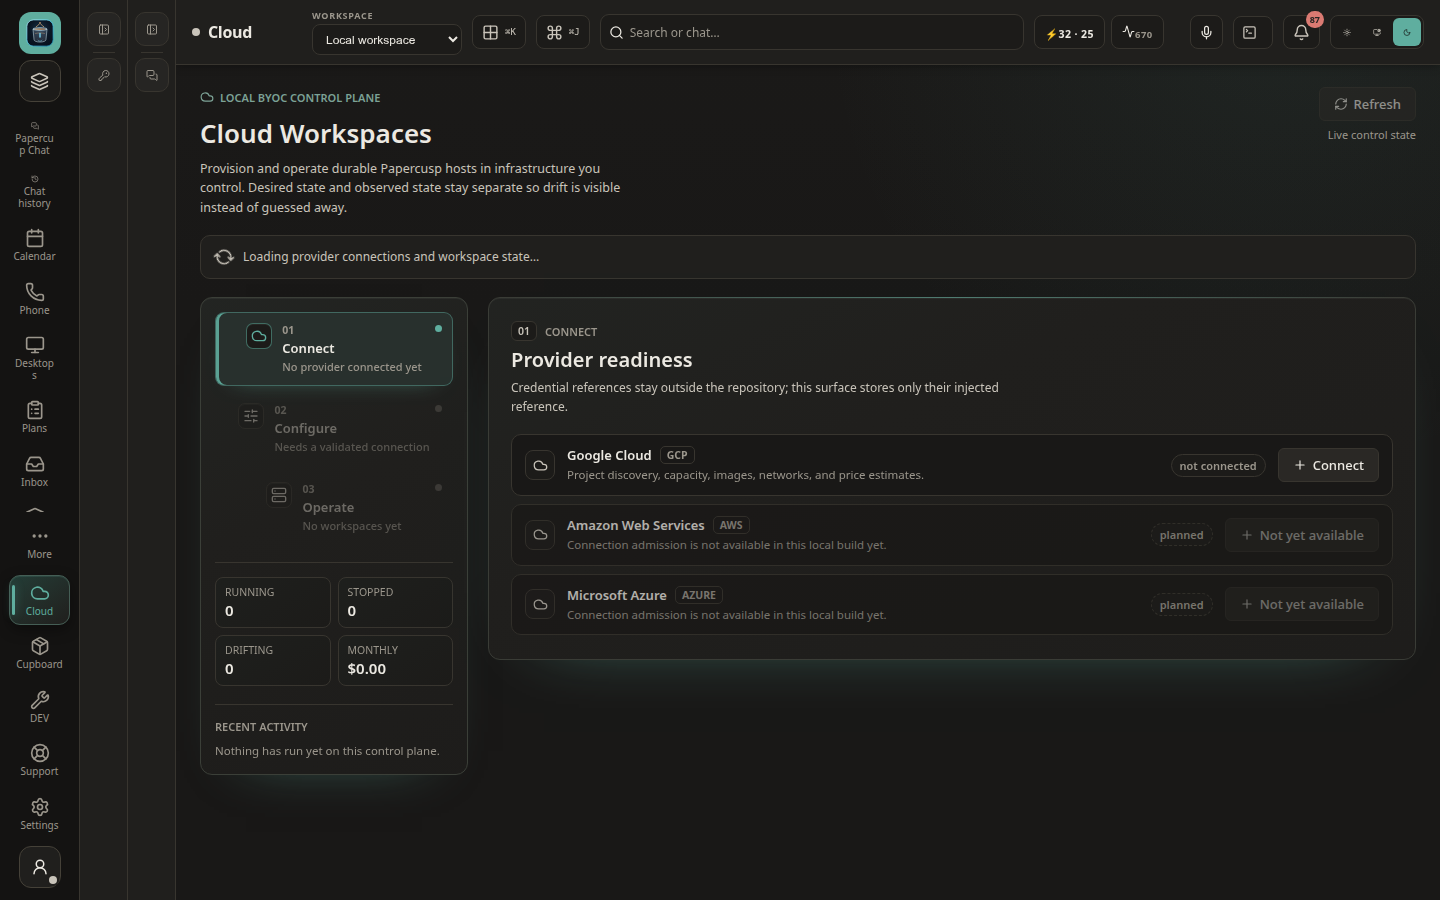 Cloud
WORKSPACE
Local workspace
⌘K
⌘J
Search or chat...
⚡32 · 25
670
87
Papercu
p Chat
Chat
history
Calendar
Phone
Desktop
s
Plans
Inbox
More
Cloud
Cupboard
DEV
Support
Settings
LOCAL BYOC CONTROL PLANE
Refresh
Cloud Workspaces
Live control state
Provision and operate durable Papercusp hosts in infrastructure you
control. Desired state and observed state stay separate so drift is visible
instead of guessed away.
Loading provider connections and workspace state...
01
Connect
No provider connected yet
02
Configure
Needs a validated connection
03
Operate
No workspaces yet
RUNNING
0
STOPPED
0
DRIFTING
0
MONTHLY
$0.00
RECENT ACTIVITY
Nothing has run yet on this control plane.
01 CONNECT
Provider readiness
Credential references stay outside the repository; this surface stores only their injected
reference.
Google Cloud GCP
Project discovery, capacity, images, networks, and price estimates.
not connected
+ Connect
Amazon Web Services AWS
Connection admission is not available in this local build yet.
planned
+ Not yet available
Microsoft Azure AZURE
Connection admission is not available in this local build yet.
planned
+ Not yet available